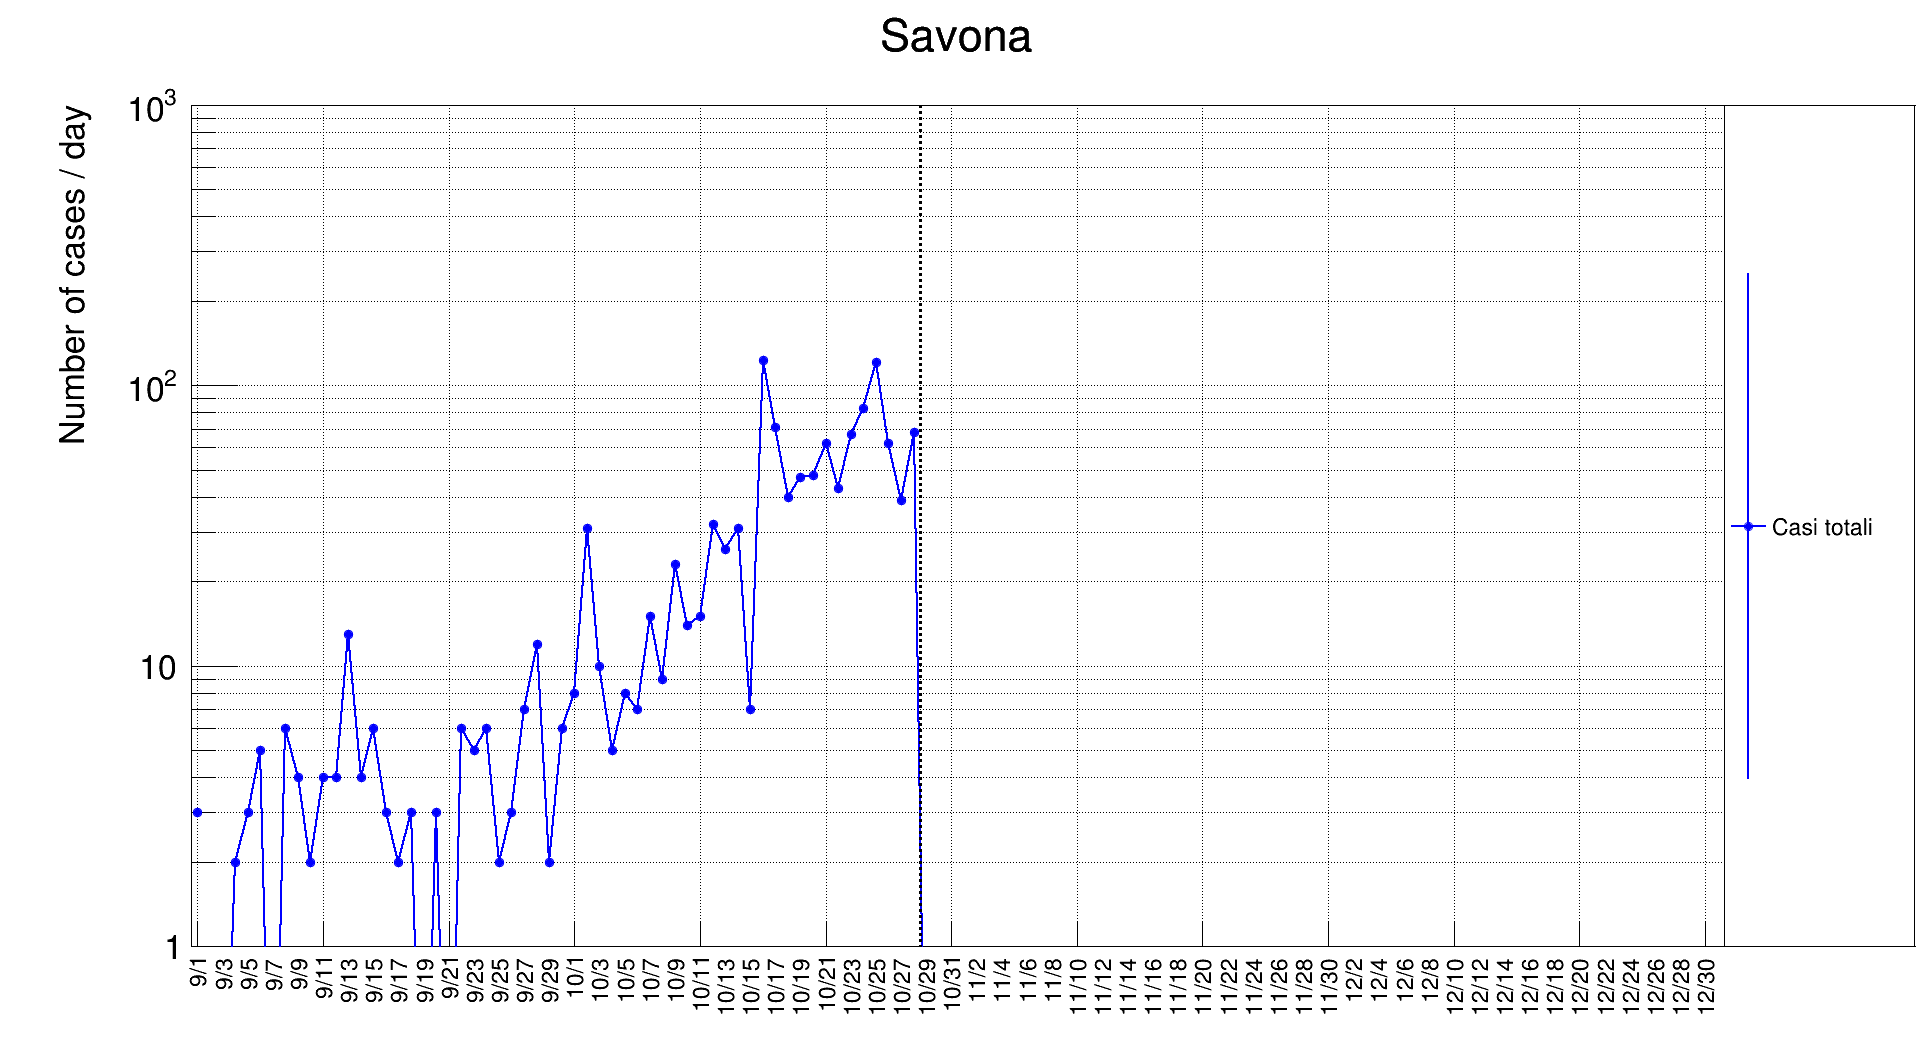 Savona
Number of cases / day
10³
10²
10
1
9/1 9/3 9/5 9/7 9/9 9/11 9/13 9/15 9/17 9/19 9/21 9/23 9/25 9/27 9/29 10/1 10/3 10/5 10/7 10/9 10/11 10/13 10/15 10/17 10/19 10/21 10/23 10/25 10/27 10/29 10/31 11/2 11/4 11/6 11/8 11/10 11/12 11/14 11/16 11/18 11/20 11/22 11/24 11/26 11/28 11/30 12/2 12/4 12/6 12/8 12/10 12/12 12/14 12/16 12/18 12/20 12/22 12/24 12/26 12/28 12/30
Casi totali